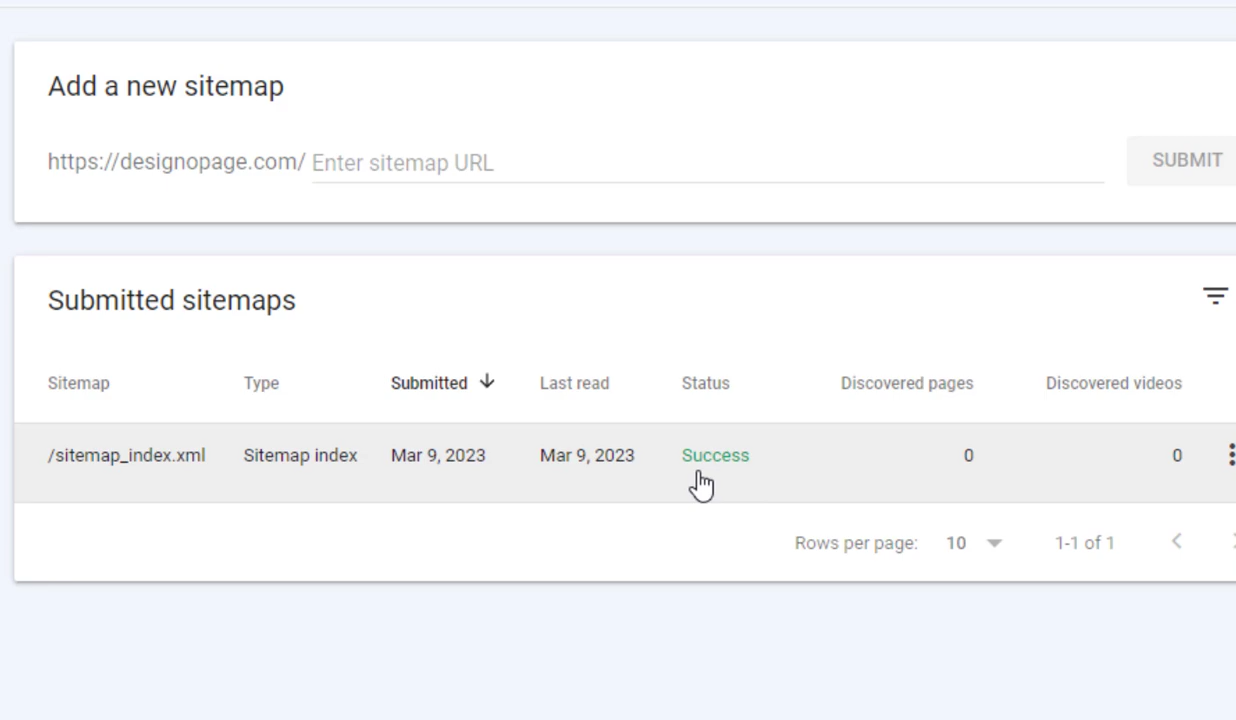 Add a new sitemap
https://designopage.com/ Enter sitemap URL SUBMIT
Submitted sitemaps
Sitemap Type Submitted Last read Status Discovered pages Discovered videos
/sitemap_index.xml Sitemap index Mar 9, 2023 Mar 9, 2023 Success 0 0
Rows per page: 10 1-1 of 1